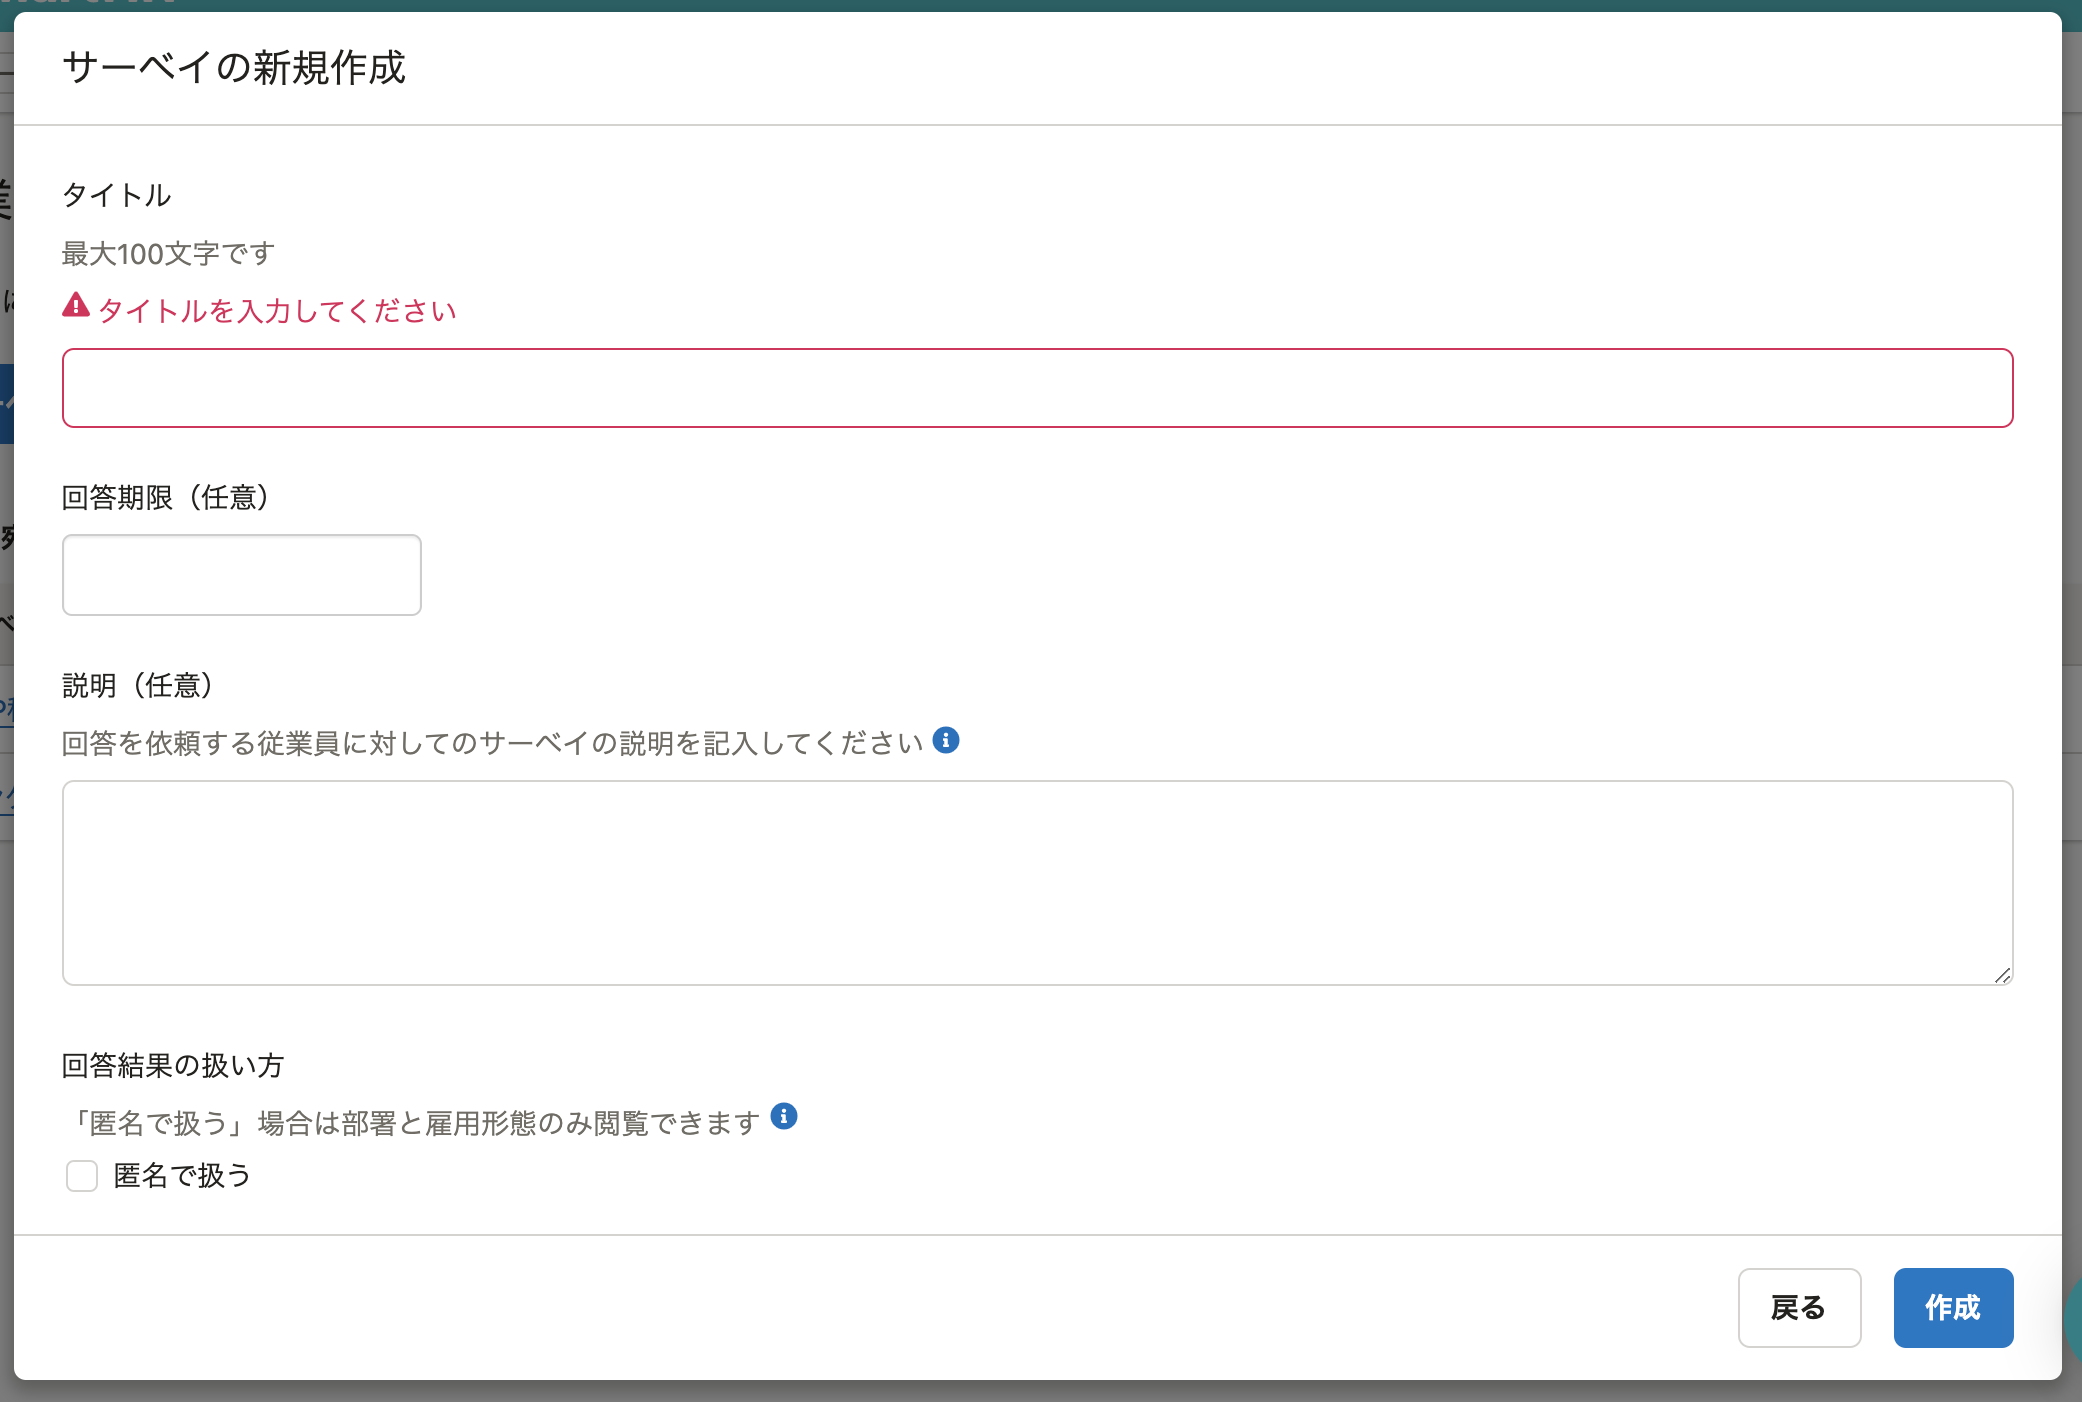 サーベイの新規作成
タイトル
最大100文字です
タイトルを入力してください
回答期限（任意）
説明（任意）
回答を依頼する従業員に対してのサーベイの説明を記入してください
回答結果の扱い方
「匿名で扱う」場合は部署と雇用形態のみ閲覧できます
匿名で扱う
戻る
作成